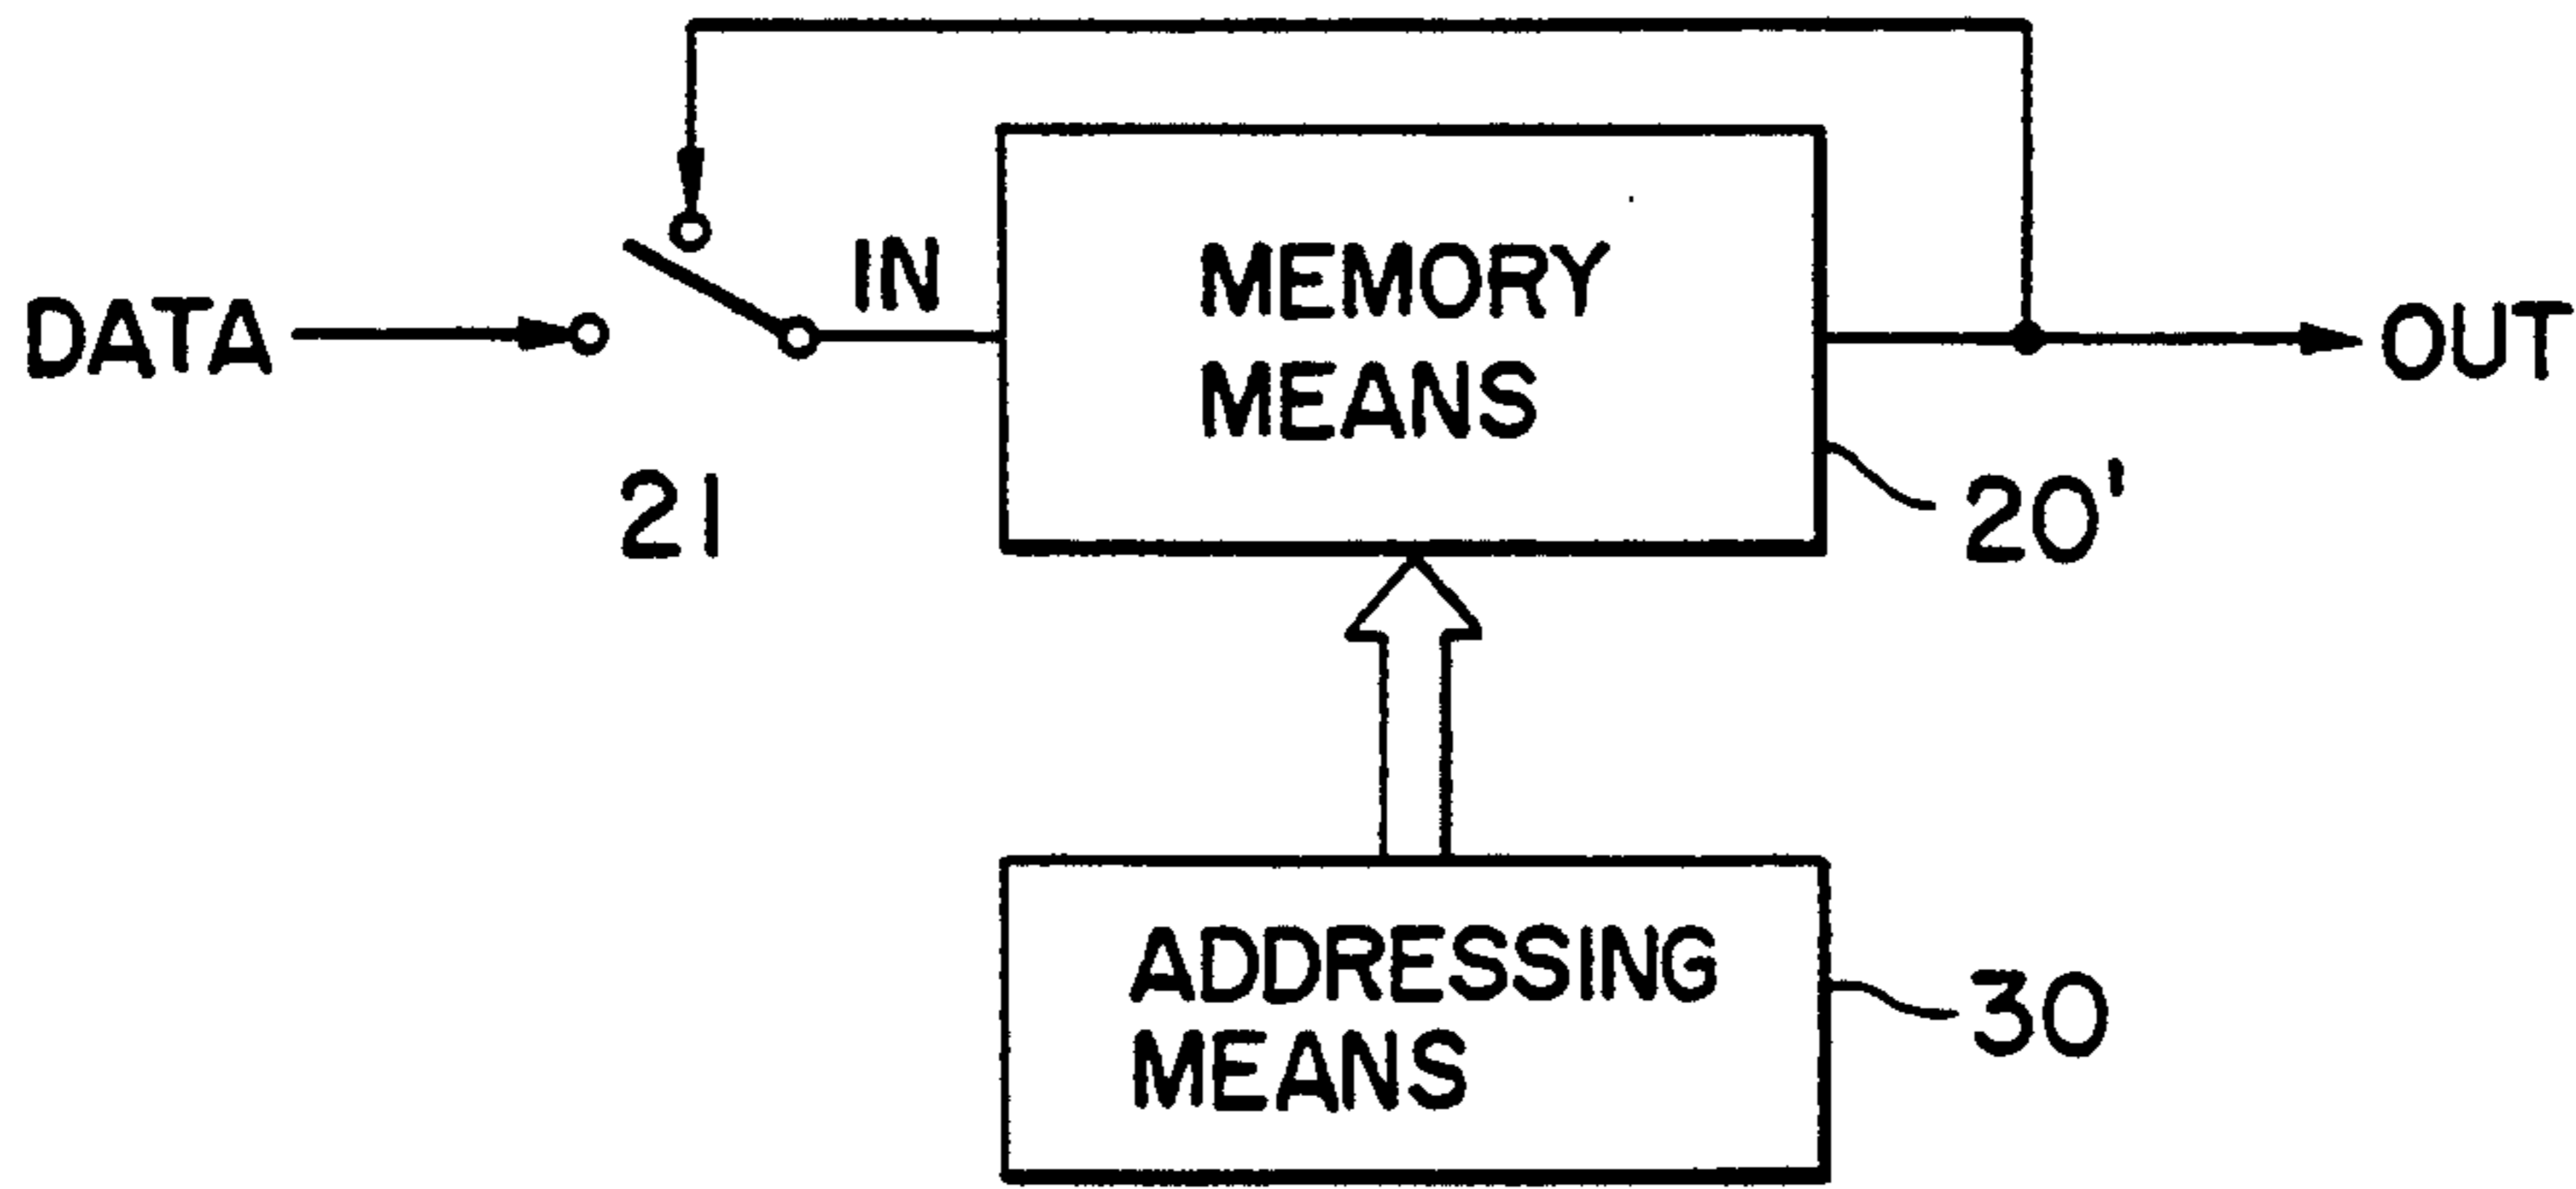 DATA
IN
MEMORY
MEANS
OUT
21
20'
ADDRESSING
MEANS
30